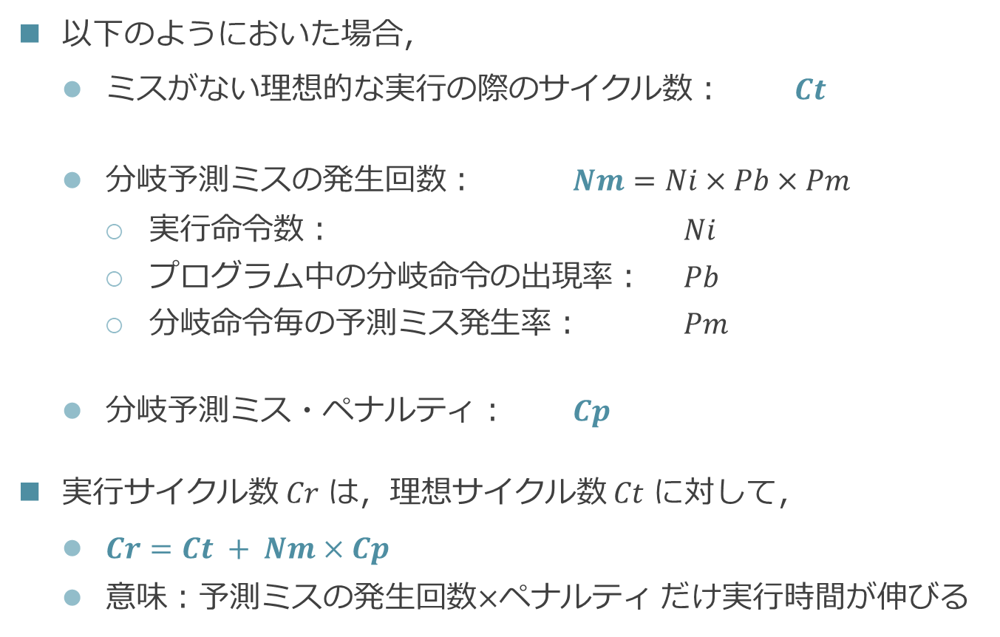 ■ 以下のようにおいた場合,
● ミスがない理想的な実行の際のサイクル数： Ct
● 分岐予測ミスの発生回数： Nm = Ni × Pb × Pm
○ 実行命令数： Ni
○ プログラム中の分岐命令の出現率： Pb
○ 分岐命令毎の予測ミス発生率： Pm
● 分岐予測ミス・ペナルティ： Cp
■ 実行サイクル数 Cr は，理想サイクル数 Ct に対して,
● Cr = Ct + Nm × Cp
● 意味：予測ミスの発生回数×ペナルティ だけ実行時間が伸びる